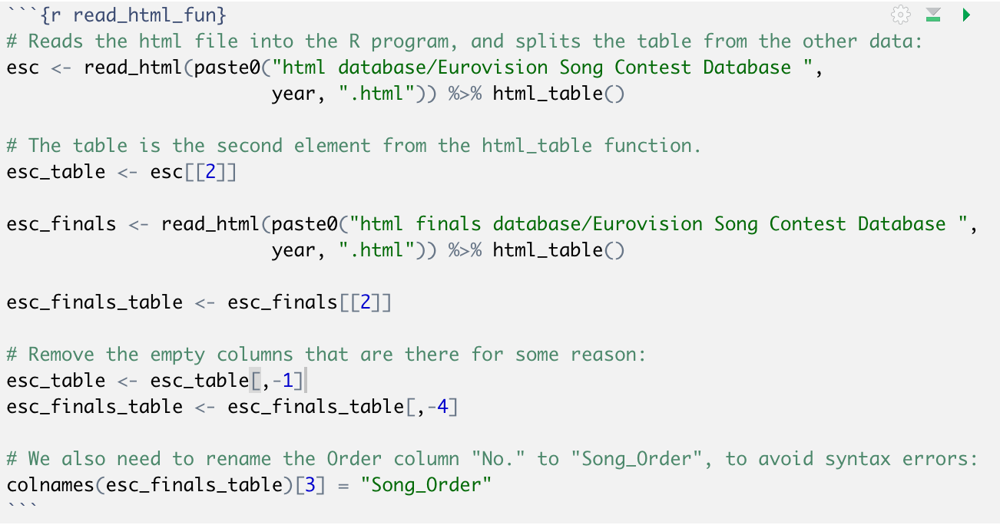 ```{r read_html_fun}
# Reads the html file into the R program, and splits the table from the other data:
esc <- read_html(paste0("html database/Eurovision Song Contest Database ",
                        year, ".html")) %>% html_table()

# The table is the second element from the html_table function.
esc_table <- esc[[2]]

esc_finals <- read_html(paste0("html finals database/Eurovision Song Contest Database ",
                        year, ".html")) %>% html_table()

esc_finals_table <- esc_finals[[2]]

# Remove the empty columns that are there for some reason:
esc_table <- esc_table[,-1]
esc_finals_table <- esc_finals_table[,-4]

# We also need to rename the Order column "No." to "Song_Order", to avoid syntax errors:
colnames(esc_finals_table)[3] = "Song_Order"
```